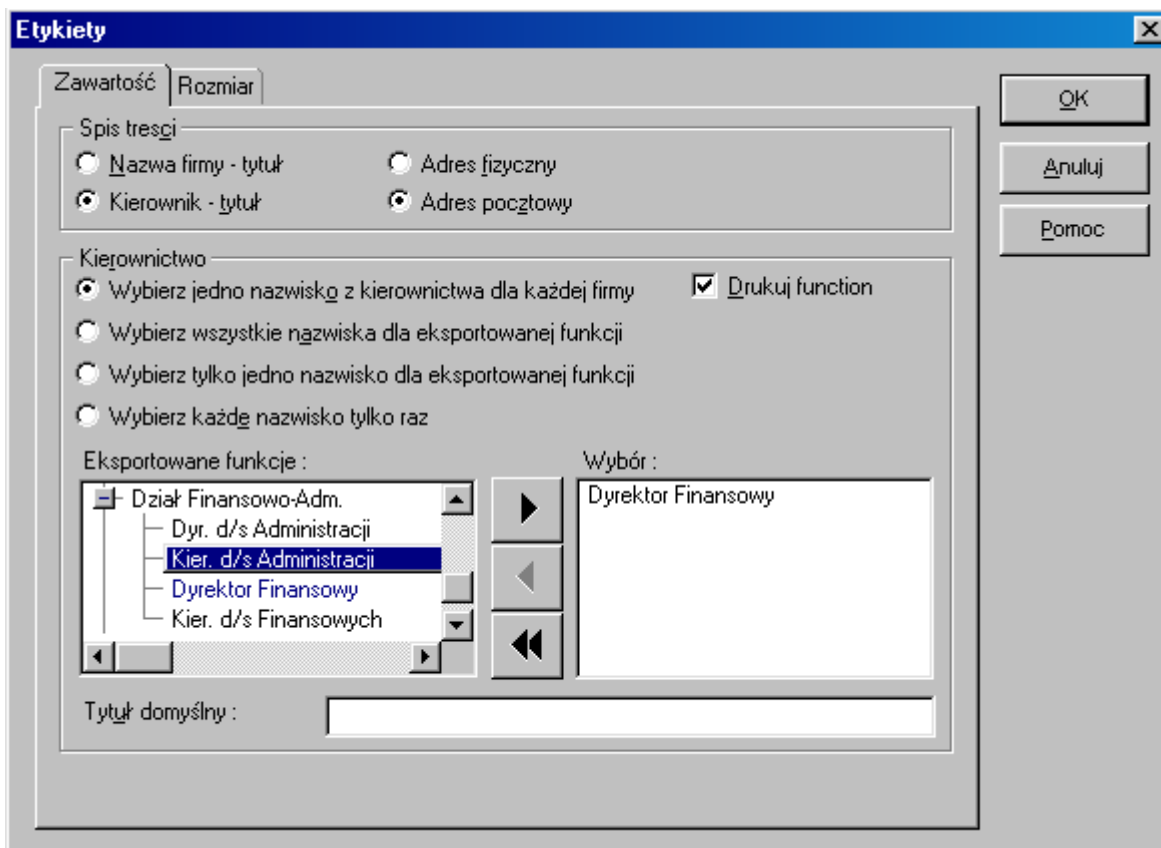 Etykiety
Zawartość
Rozmiar
OK
Anuluj
Pomoc
Spis tresci
Nazwa firmy - tytuł
Adres fizyczny
Kierownik - tytuł
Adres pocztowy
Kierownictwo
Wybierz jedno nazwisko z kierownictwa dla każdej firmy
Drukuj function
Wybierz wszystkie nazwiska dla eksportowanej funkcji
Wybierz tylko jedno nazwisko dla eksportowanej funkcji
Wybierz każde nazwisko tylko raz
Eksportowane funkcje :
Wybór :
Dział Finansowo-Adm.
Dyr. d/s Administracji
Kier. d/s Administracji
Dyrektor Finansowy
Kier. d/s Finansowych
Dyrektor Finansowy
Tytuł domyślny :